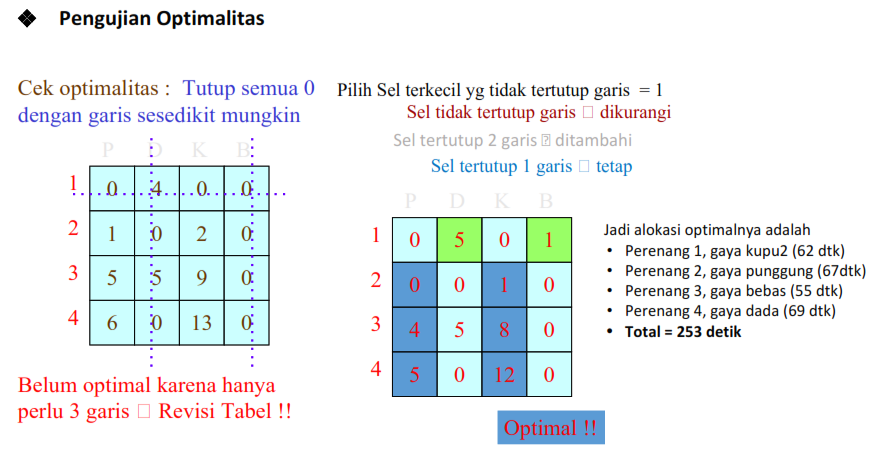 ❖ Pengujian Optimalitas
Cek optimalitas : Tutup semua 0
dengan garis sesedikit mungkin
P D K B
1 0 4 0 0
2 1 0 2 0
3 5 5 9 0
4 6 0 13 0
Belum optimal karena hanya
perlu 3 garis □ Revisi Tabel !!
Pilih Sel terkecil yg tidak tertutup garis = 1
Sel tidak tertutup garis □ dikurangi
Sel tertutup 2 garis ⍰ ditambahi
Sel tertutup 1 garis □ tetap
P D K B
1 0 5 0 1
2 0 0 1 0
3 4 5 8 0
4 5 0 12 0
Optimal !!
Jadi alokasi optimalnya adalah
• Perenang 1, gaya kupu2 (62 dtk)
• Perenang 2, gaya punggung (67dtk)
• Perenang 3, gaya bebas (55 dtk)
• Perenang 4, gaya dada (69 dtk)
• Total = 253 detik